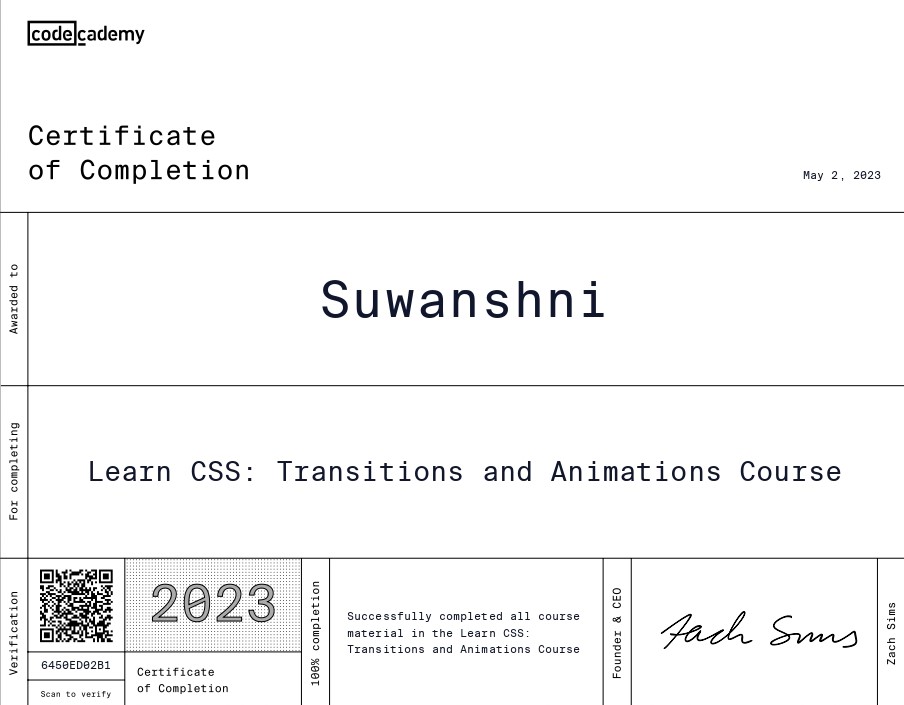 codecademy
Certificate
of Completion
May 2, 2023
Awarded to
Suwanshni
For completing
Learn CSS: Transitions and Animations Course
Verification
6450ED02B1
Scan to verify
2023
Certificate
of Completion
100% completion
Successfully completed all course
material in the Learn CSS:
Transitions and Animations Course
Founder & CEO
Zach Sims
Zach Sims